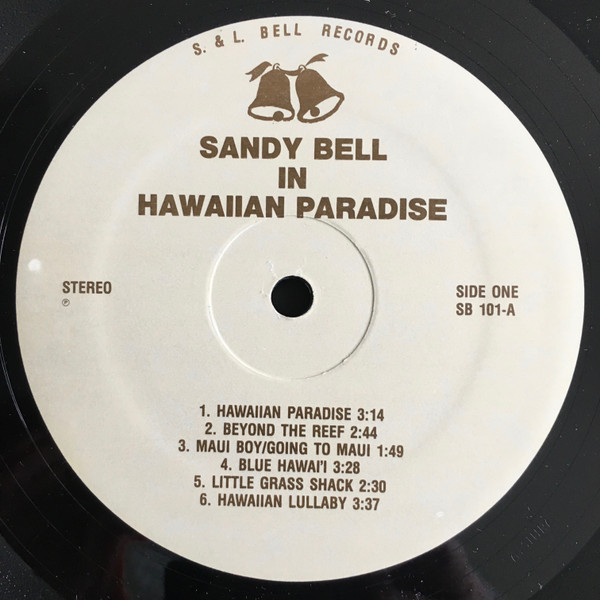 S. & L. BELL RECORDS
SANDY BELL
IN
HAWAIIAN PARADISE
STEREO
℗
SIDE ONE
SB 101-A
1. HAWAIIAN PARADISE 3:14
2. BEYOND THE REEF 2:44
3. MAUI BOY/GOING TO MAUI 1:49
4. BLUE HAWAI'I 3:28
5. LITTLE GRASS SHACK 2:30
6. HAWAIIAN LULLABY 3:37